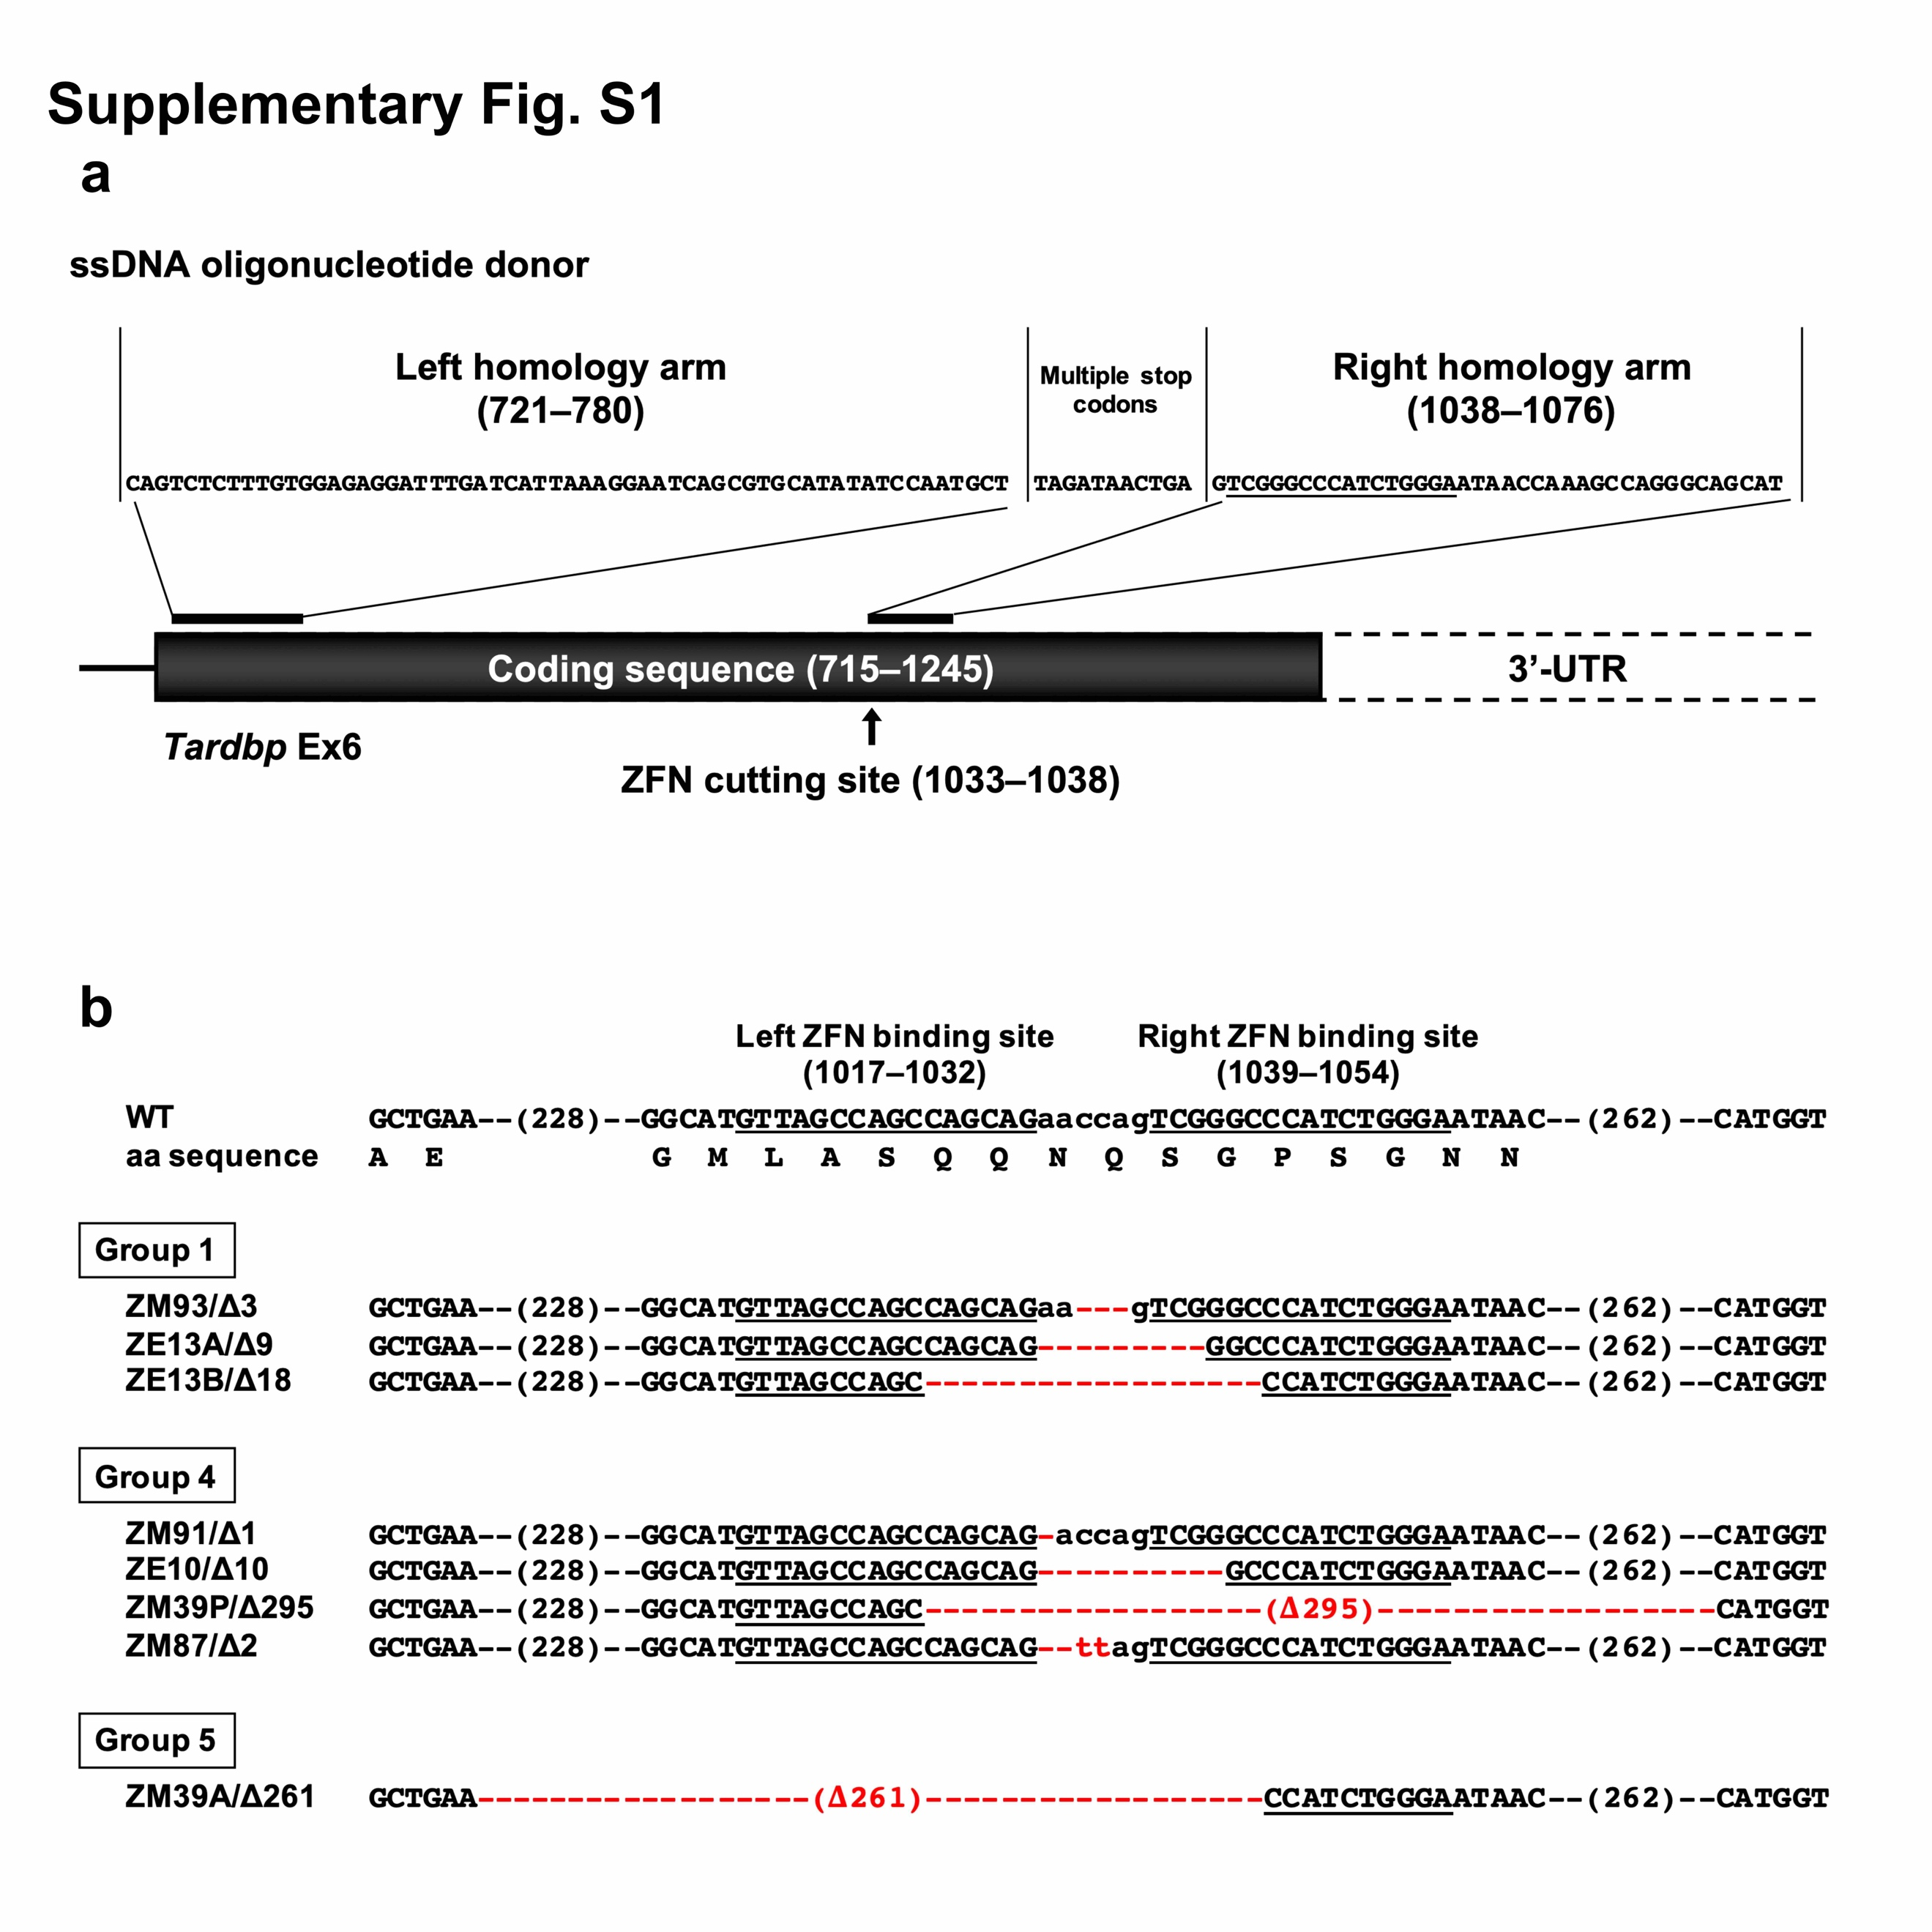 Supplementary Fig. S1
a
ssDNA oligonucleotide donor
Left homology arm
(721–780)
Multiple stop
codons
Right homology arm
(1038–1076)
CAGTCTCTTTGTGGAGAGGATTTGATCATTAAAGGAATCAGCGTGCATATATCCAATGCT TAGATAACTGA GTCGGGCCCATCTGGGAATAACCAAAGCCAGGGCAGCAT
Coding sequence (715–1245)
3’-UTR
Tardbp Ex6
ZFN cutting site (1033–1038)
b
Left ZFN binding site
(1017–1032)
Right ZFN binding site
(1039–1054)
WT GCTGAA--(228)--GGCATGTTAGCCAGCCAGCAGaaccagTCGGGCCCATCTGGGAATAAC--(262)--CATGGT
aa sequence A E G M L A S Q Q N Q S G P S G N N
Group 1
ZM93/Δ3 GCTGAA--(228)--GGCATGTTAGCCAGCCAGCAGaa---gTCGGGCCCATCTGGGAATAAC--(262)--CATGGT
ZE13A/Δ9 GCTGAA--(228)--GGCATGTTAGCCAGCCAGCAG---------GGCCCATCTGGGAATAAC--(262)--CATGGT
ZE13B/Δ18 GCTGAA--(228)--GGCATGTTAGCCAGC------------------CCATCTGGGAATAAC--(262)--CATGGT
Group 4
ZM91/Δ1 GCTGAA--(228)--GGCATGTTAGCCAGCCAGCAG-accagTCGGGCCCATCTGGGAATAAC--(262)--CATGGT
ZE10/Δ10 GCTGAA--(228)--GGCATGTTAGCCAGCCAGCAG----------GCCCATCTGGGAATAAC--(262)--CATGGT
ZM39P/Δ295 GCTGAA--(228)--GGCATGTTAGCCAGC------------------(Δ295)------------------CATGGT
ZM87/Δ2 GCTGAA--(228)--GGCATGTTAGCCAGCCAGCAG--ttagTCGGGCCCATCTGGGAATAAC--(262)--CATGGT
Group 5
ZM39A/Δ261 GCTGAA------------------(Δ261)------------------CCATCTGGGAATAAC--(262)--CATGGT